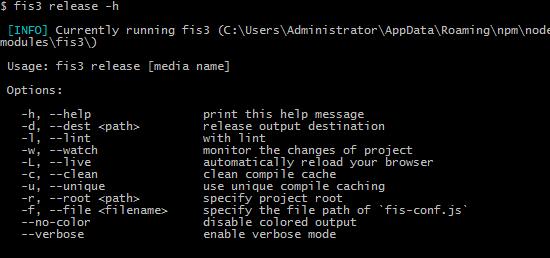 $ fis3 release -h
[INFO] Currently running fis3 (C:\Users\Administrator\AppData\Roaming\npm\node_
modules\fis3\)
Usage: fis3 release [media name]
Options:
-h, --help print this help message
-d, --dest <path> release output destination
-l, --lint with lint
-w, --watch monitor the changes of project
-L, --live automatically reload your browser
-c, --clean clean compile cache
-u, --unique use unique compile caching
-r, --root <path> specify project root
-f, --file <filename> specify the file path of `fis-conf.js`
--no-color disable colored output
--verbose enable verbose mode